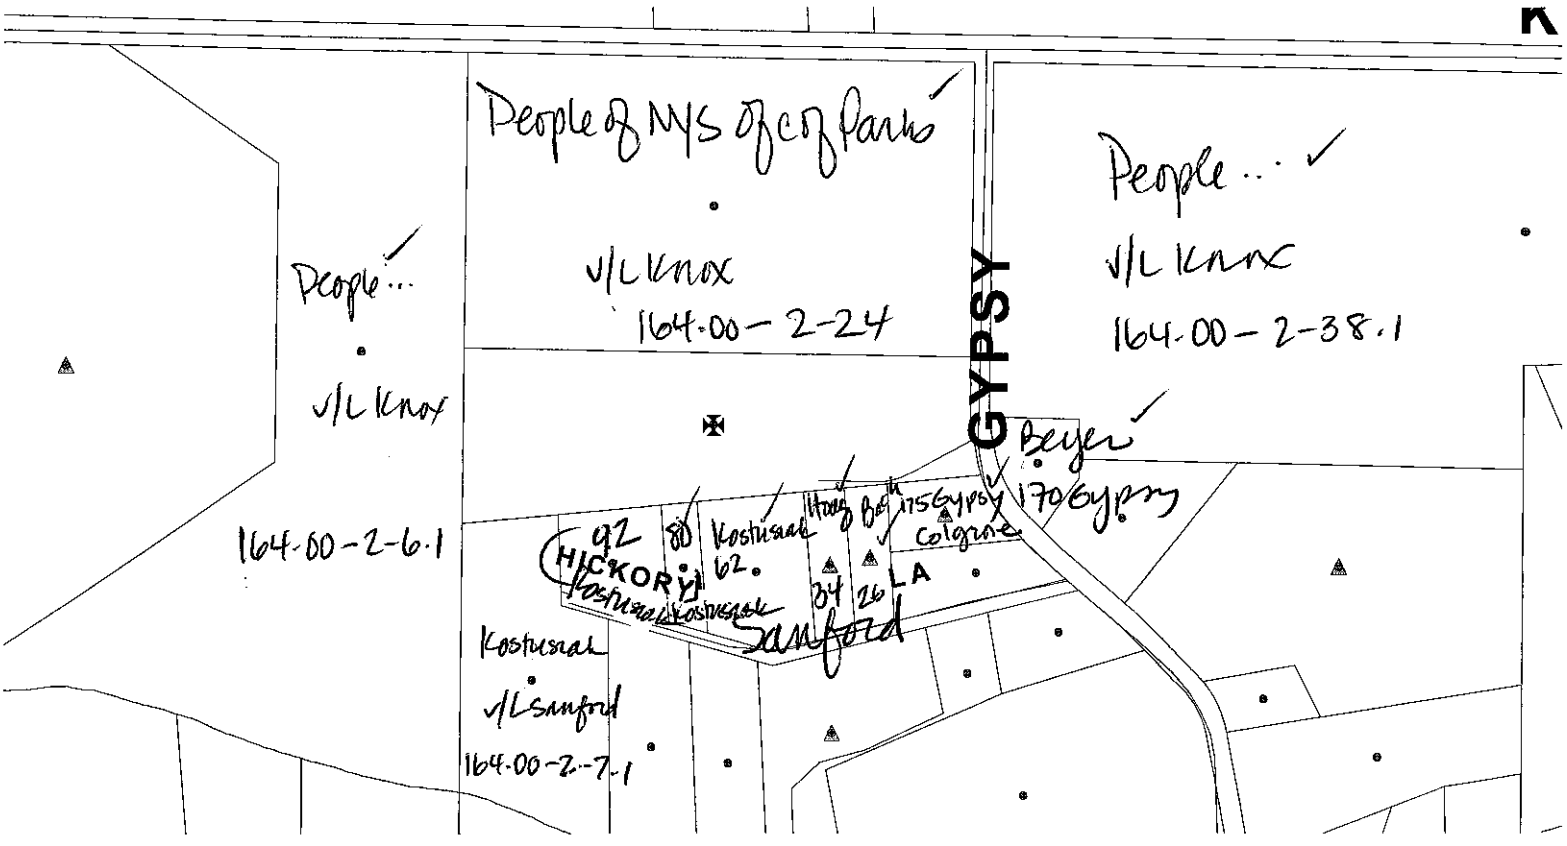 K
People of NYS Ofc of Parks ✓
v/L Knox
164.00-2-24
People... ✓
v/L Knox
164.00-2-38.1
People... ✓
v/L Knox
164.00-2-6.1
GYPSY
Beyer ✓
170 Gypsy
175 Gypsy ✓
Colgrove
26
34
Kostusiak
62
80
Kostusiak
92
HICKORY
Kostusiak
LA
Sanford
Kostusiak
v/L Sanford
164.00-2-7.1